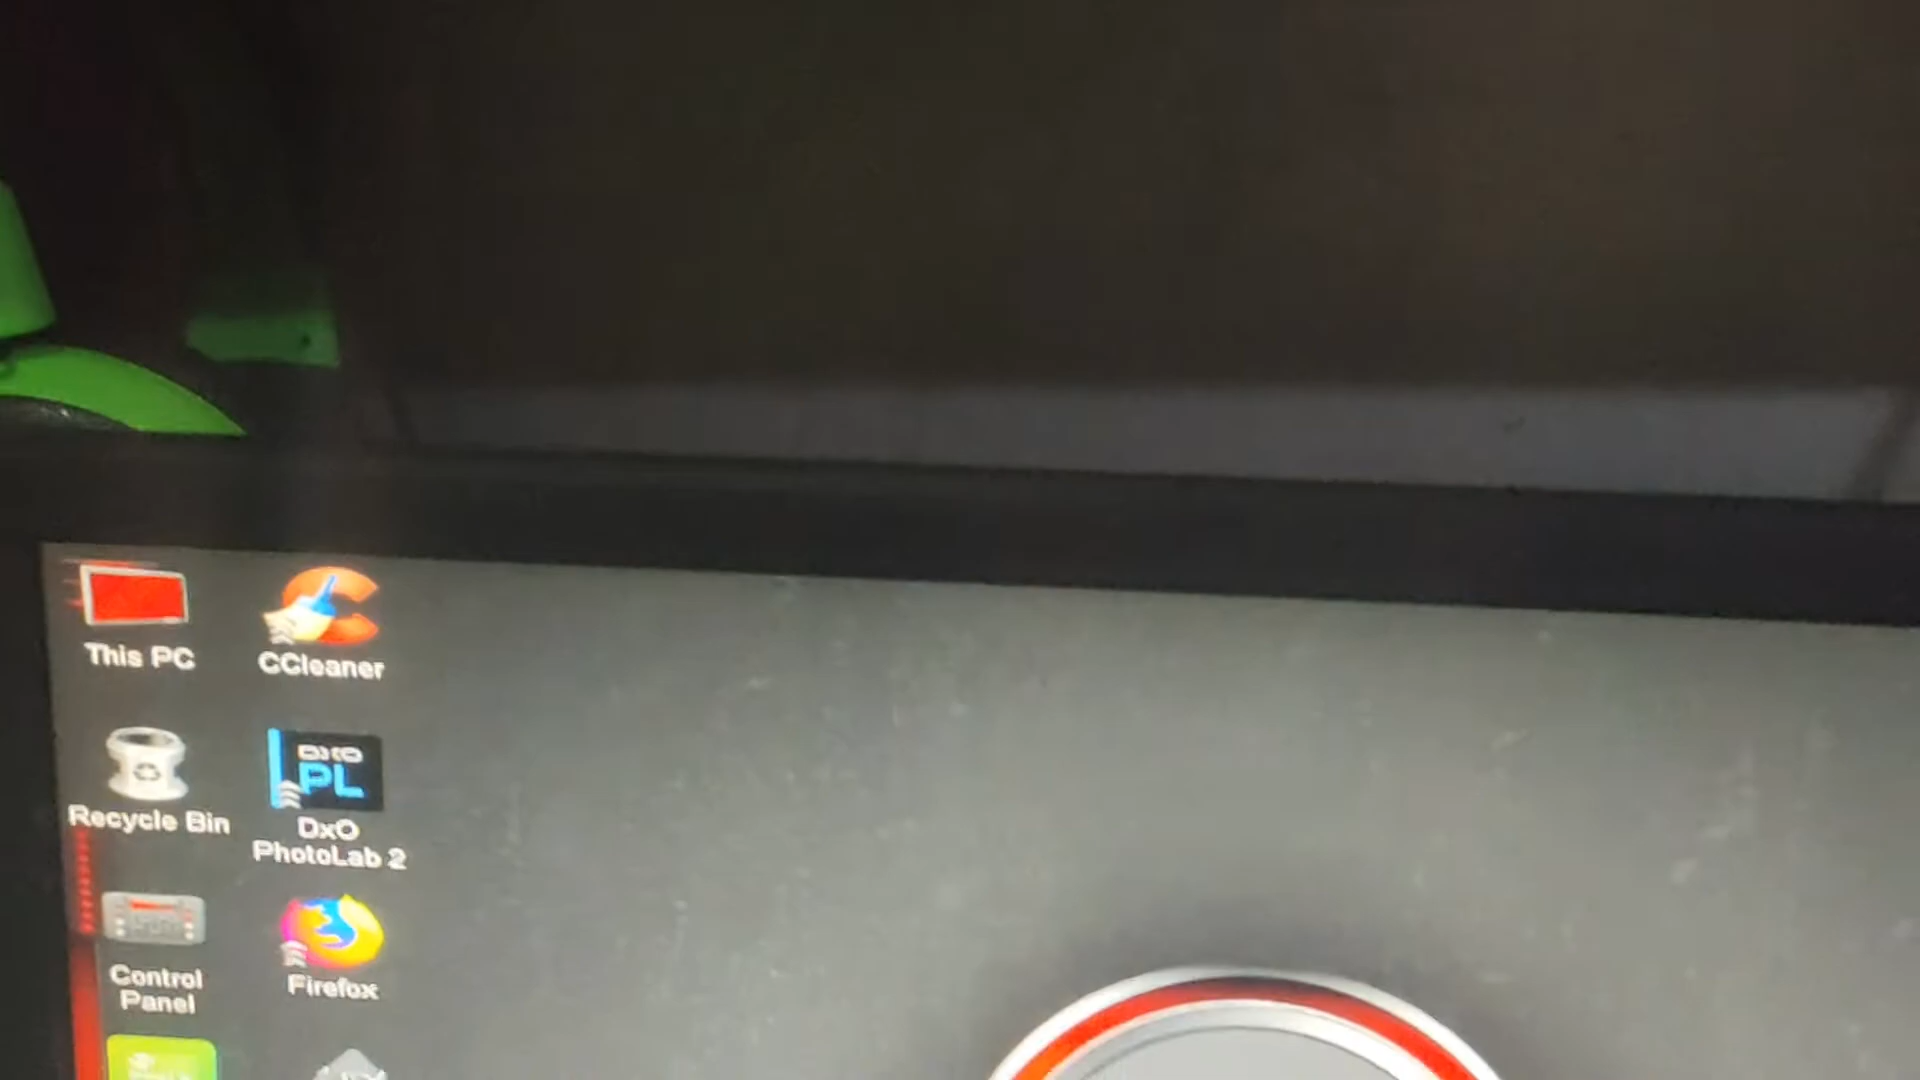 This PC
CCleaner
Recycle Bin
DXO
PL
DxO
PhotoLab 2
Control
Panel
Firefox